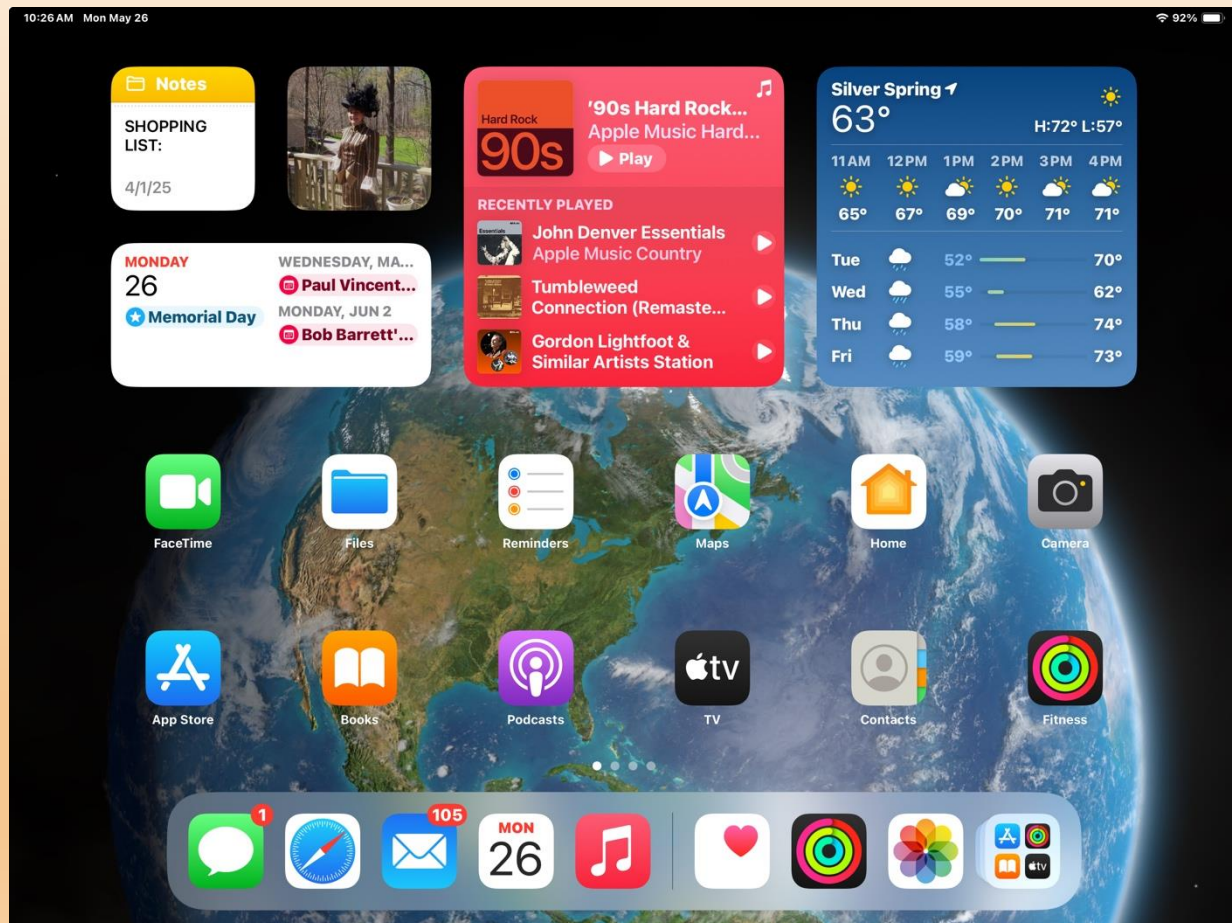 10:26 AM Mon May 26
92%
Notes
SHOPPING
LIST:
4/1/25
Hard Rock
90s
'90s Hard Rock...
Apple Music Hard...
Play
RECENTLY PLAYED
Essentials
John Denver Essentials
Apple Music Country
Tumbleweed
Connection (Remaste...
Gordon Lightfoot &
Similar Artists Station
Silver Spring
63°
H:72° L:57°
11AM 12PM 1PM 2PM 3PM 4PM
65° 67° 69° 70° 71° 71°
Tue 52° 70°
Wed 55° 62°
Thu 58° 74°
Fri 59° 73°
MONDAY
26
Memorial Day
WEDNESDAY, MA...
Paul Vincent...
MONDAY, JUN 2
Bob Barrett'...
FaceTime Files Reminders Maps Home Camera
tv
App Store Books Podcasts TV Contacts Fitness
1
105
MON
26
tv